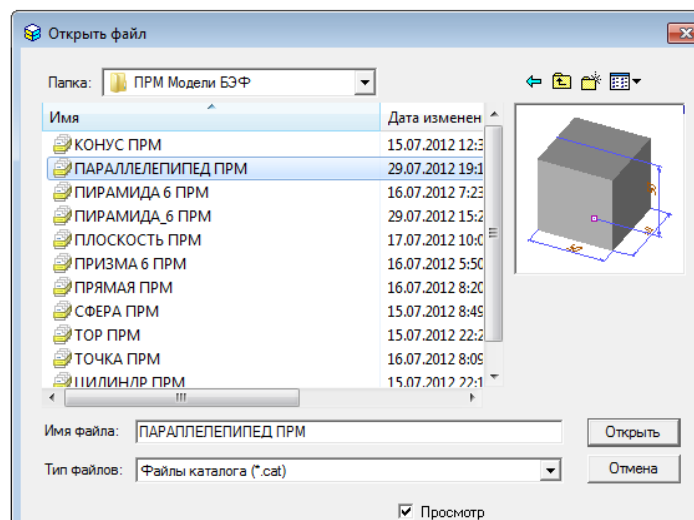 Открыть файл
Папка: ПРМ Модели БЭФ
Имя Дата изменен
КОНУС ПРМ 15.07.2012 12:3
ПАРАЛЛЕЛЕПИПЕД ПРМ 29.07.2012 19:1
ПИРАМИДА 6 ПРМ 16.07.2012 7:23
ПИРАМИДА_6 ПРМ 29.07.2012 15:2
ПЛОСКОСТЬ ПРМ 17.07.2012 10:0
ПРИЗМА 6 ПРМ 16.07.2012 5:50
ПРЯМАЯ ПРМ 16.07.2012 8:20
СФЕРА ПРМ 15.07.2012 8:49
ТОР ПРМ 15.07.2012 22:2
ТОЧКА ПРМ 16.07.2012 8:09
ЦИЛИНДР ПРМ 15.07.2012 22:1
Имя файла: ПАРАЛЛЕЛЕПИПЕД ПРМ Открыть
Тип файлов: Файлы каталога (*.cat) Отмена
Просмотр